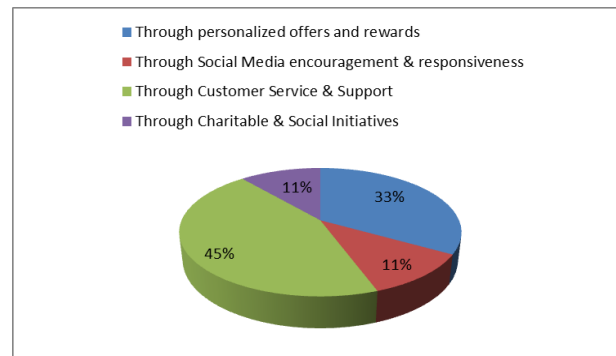 Through personalized offers and rewards
Through Social Media encouragement & responsiveness
Through Customer Service & Support
Through Charitable & Social Initiatives
11%
33%
45%
11%